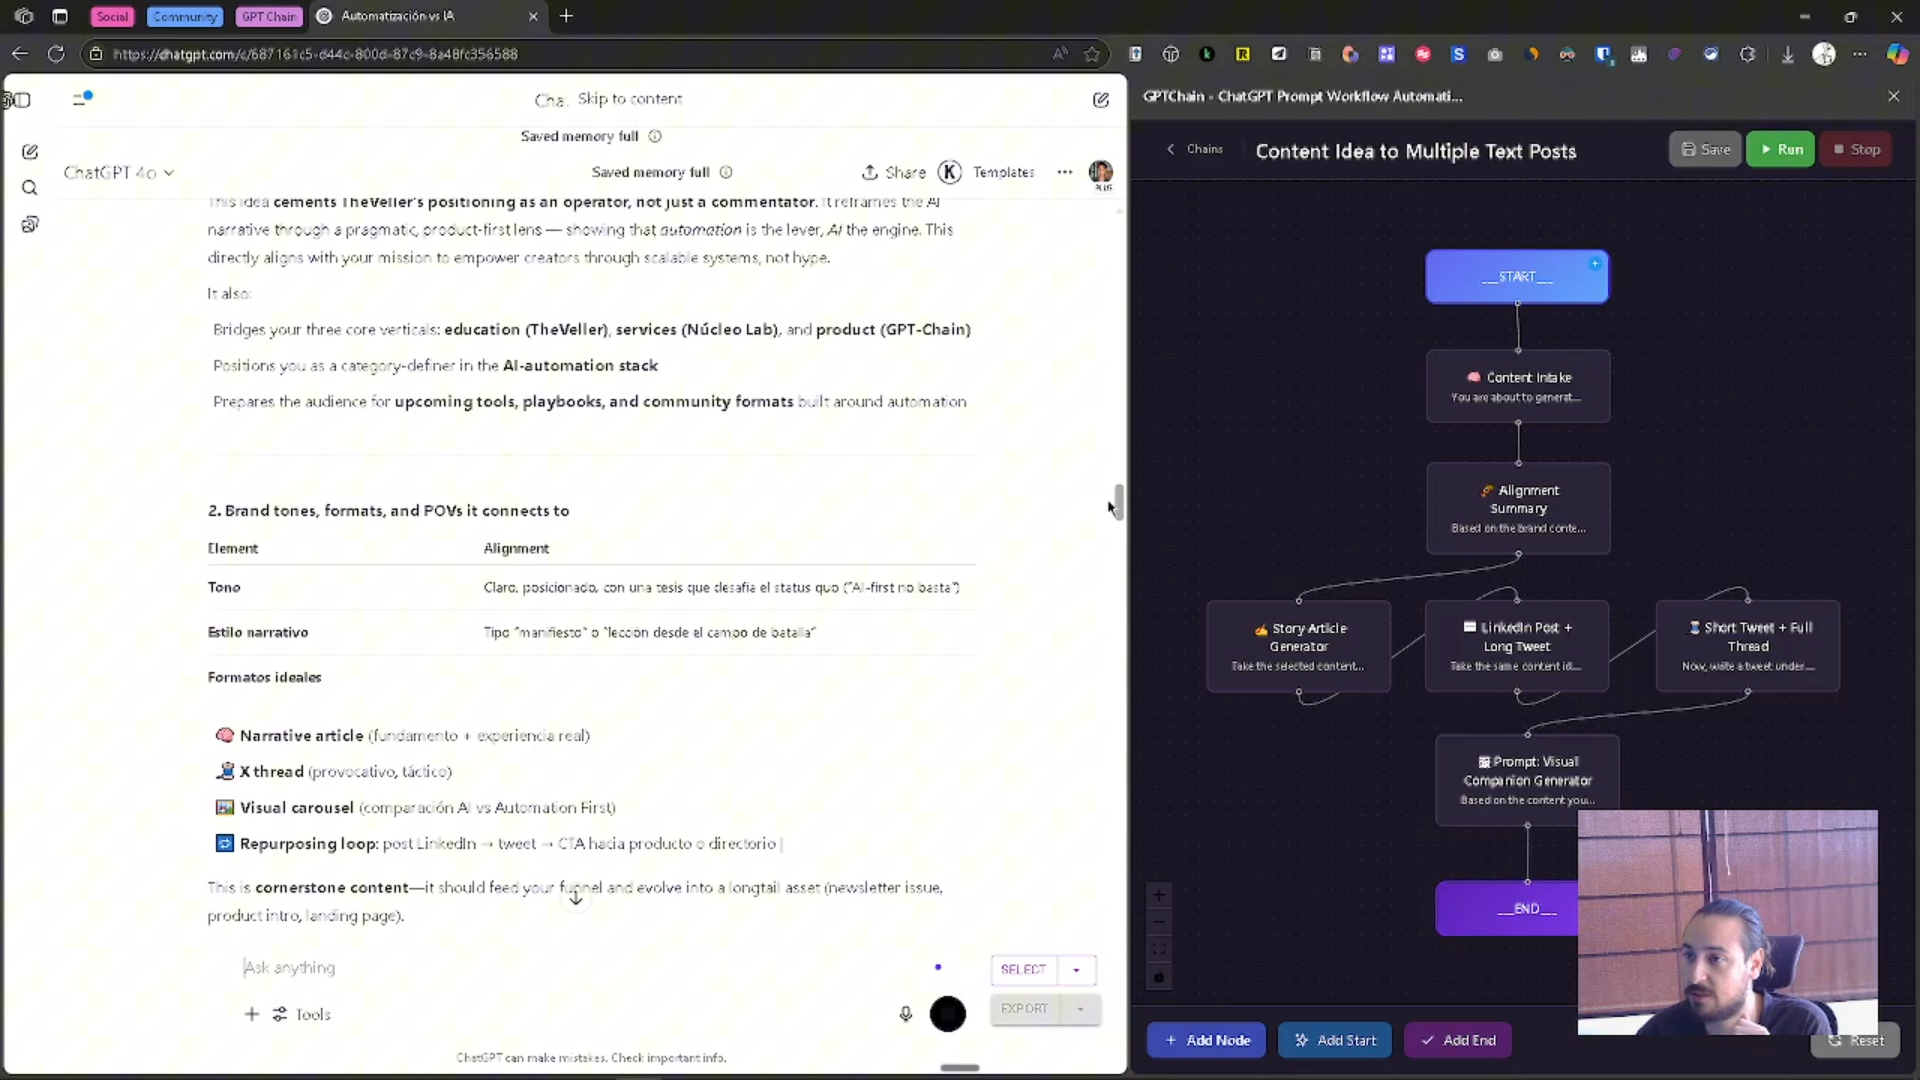 Social
Community
GPT Chain
Automatización vs IA
https://chatgpt.com/c/687161c5-d44c-800d-87c9-8a48fc356588
Skip to content
Saved memory full
ChatGPT 4o
Saved memory full
Share
K
Templates
PLUS
This idea cements TheVeller's positioning as an operator, not just a commentator. It reframes the AI
narrative through a pragmatic, product-first lens — showing that automation is the lever, AI the engine. This
directly aligns with your mission to empower creators through scalable systems, not hype.
It also:
Bridges your three core verticals: education (TheVeller), services (Núcleo Lab), and product (GPT-Chain)
Positions you as a category-definer in the AI-automation stack
Prepares the audience for upcoming tools, playbooks, and community formats built around automation
2. Brand tones, formats, and POVs it connects to
Element Alignment
Tono Claro, posicionado, con una tesis que desafía el status quo ("AI-first no basta")
Estilo narrativo Tipo "manifiesto" o "lección desde el campo de batalla"
Formatos ideales
Narrative article (fundamento + experiencia real)
X thread (provocativo, táctico)
Visual carousel (comparación AI vs Automation First)
Repurposing loop: post LinkedIn → tweet → CTA hacia producto o directorio |
This is cornerstone content—it should feed your funnel and evolve into a longtail asset (newsletter issue,
product intro, landing page).
Ask anything
SELECT
Tools
EXPORT
ChatGPT can make mistakes. Check important info.
GPTChain - ChatGPT Prompt Workflow Automati...
Chains
Content Idea to Multiple Text Posts
Save
Run
Stop
__START__
Content Intake
You are about to generat...
Alignment
Summary
Based on the brand conte...
Story Article
Generator
Take the selected content...
LinkedIn Post +
Long Tweet
Take the same content id...
Short Tweet + Full
Thread
Now, write a tweet under...
Prompt: Visual
Companion Generator
Based on the content you...
__END__
Add Node
Add Start
Add End
Reset